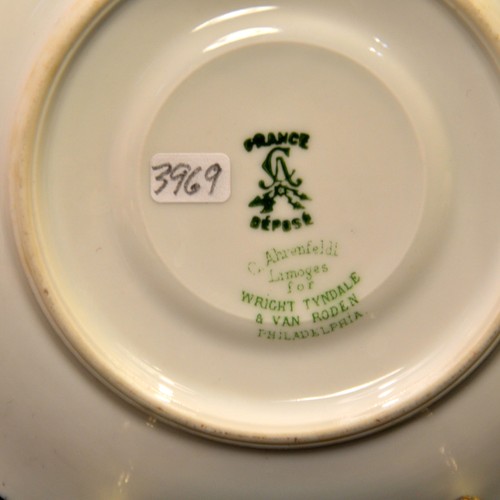 FRANCE
CA
DÉPOSÉ
3969
C. Ahrenfeldt
Limoges
for
WRIGHT TYNDALE
& VAN RODEN
PHILADELPHIA